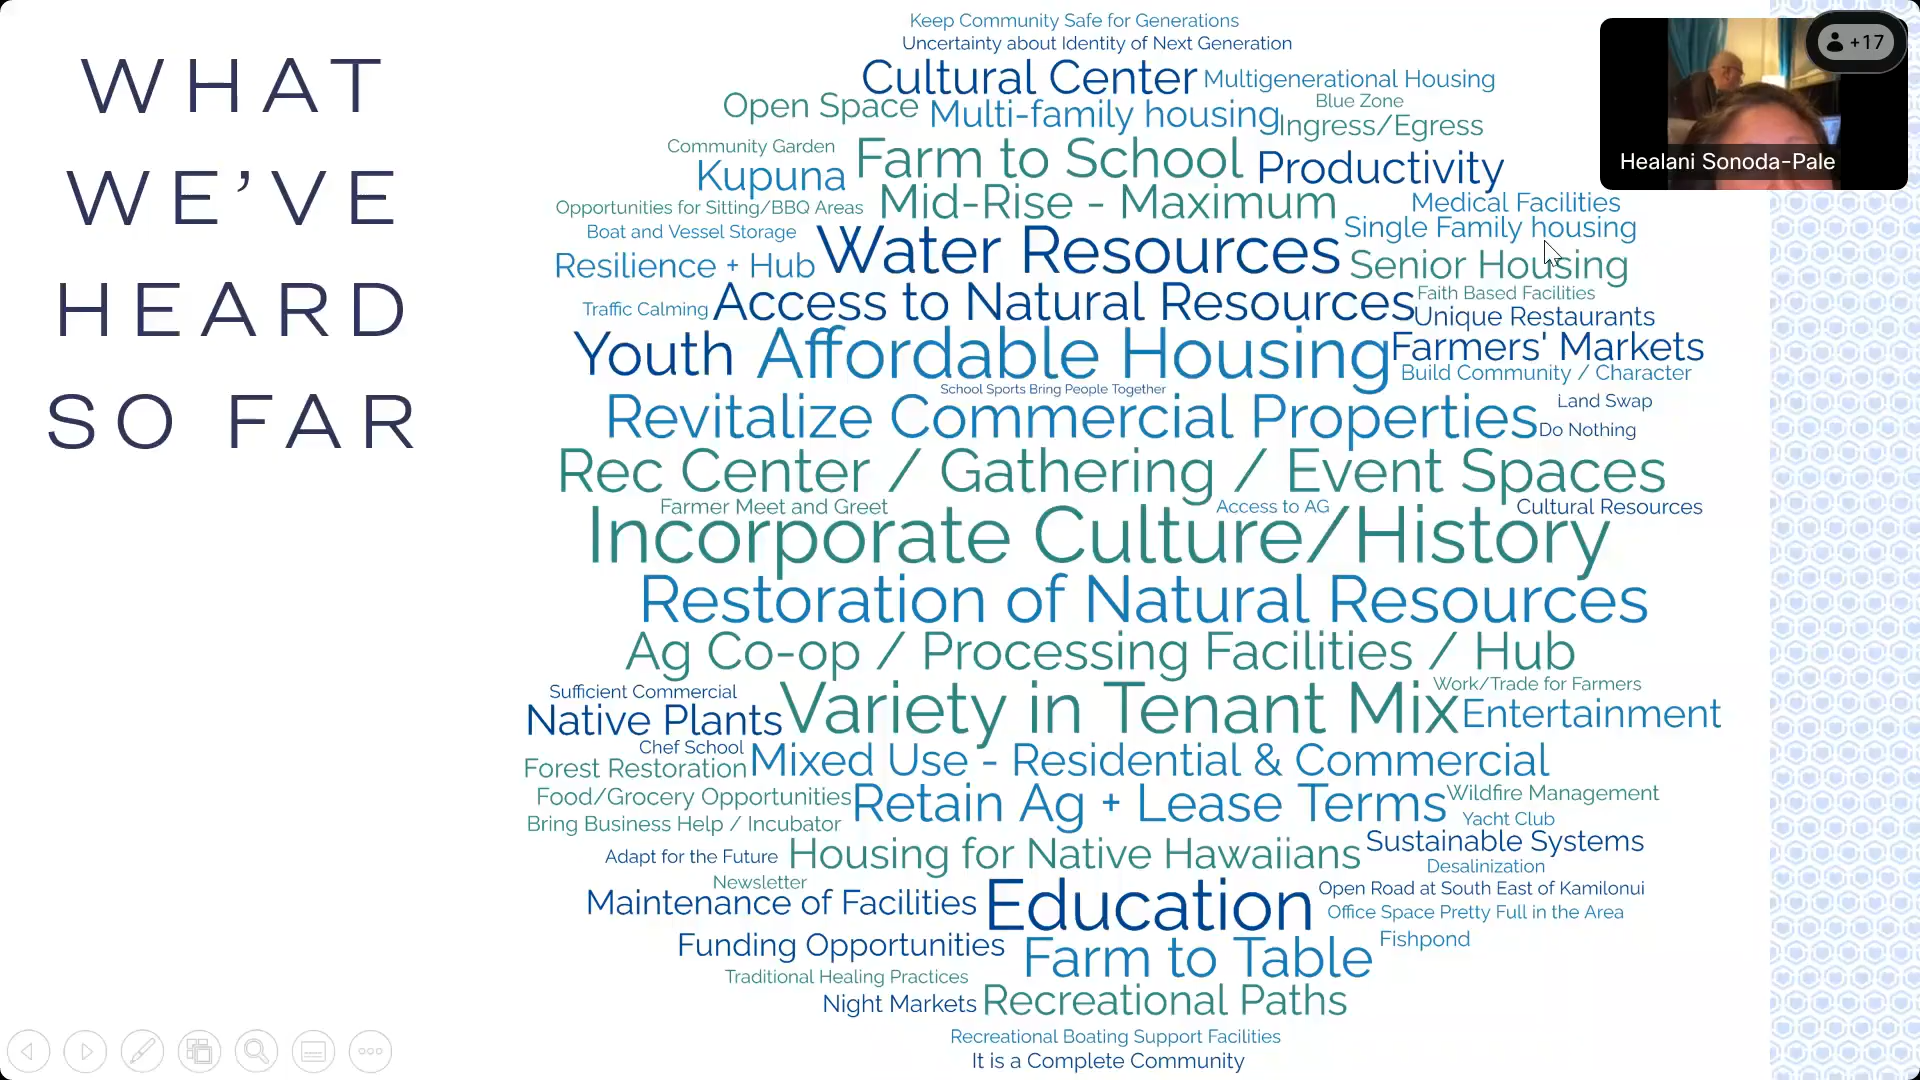 WHAT
WE'VE
HEARD
SO FAR
Keep Community Safe for Generations
Uncertainty about Identity of Next Generation
Cultural Center Multigenerational Housing
Open Space Multi-family housing Blue Zone
Ingress/Egress
Community Garden
Kupuna Farm to School Productivity
Opportunities for Sitting/BBQ Areas Mid-Rise - Maximum Medical Facilities
Boat and Vessel Storage Single Family housing
Resilience + Hub Water Resources Senior Housing
Faith Based Facilities
Traffic Calming Access to Natural Resources Unique Restaurants
Youth Affordable Housing Farmers' Markets
Build Community / Character
School Sports Bring People Together
Land Swap
Revitalize Commercial Properties Do Nothing
Rec Center / Gathering / Event Spaces
Farmer Meet and Greet Access to AG Cultural Resources
Incorporate Culture/History
Restoration of Natural Resources
Ag Co-op / Processing Facilities / Hub
Sufficient Commercial Work/Trade for Farmers
Native Plants Variety in Tenant Mix Entertainment
Chef School
Forest Restoration Mixed Use - Residential & Commercial
Food/Grocery Opportunities Retain Ag + Lease Terms Wildfire Management
Bring Business Help / Incubator Yacht Club
Sustainable Systems
Adapt for the Future Housing for Native Hawaiians Desalinization
Newsletter Open Road at South East of Kamilonui
Maintenance of Facilities Education Office Space Pretty Full in the Area
Funding Opportunities Fishpond
Farm to Table
Traditional Healing Practices
Night Markets Recreational Paths
Recreational Boating Support Facilities
It is a Complete Community
+17
Healani Sonoda-Pale